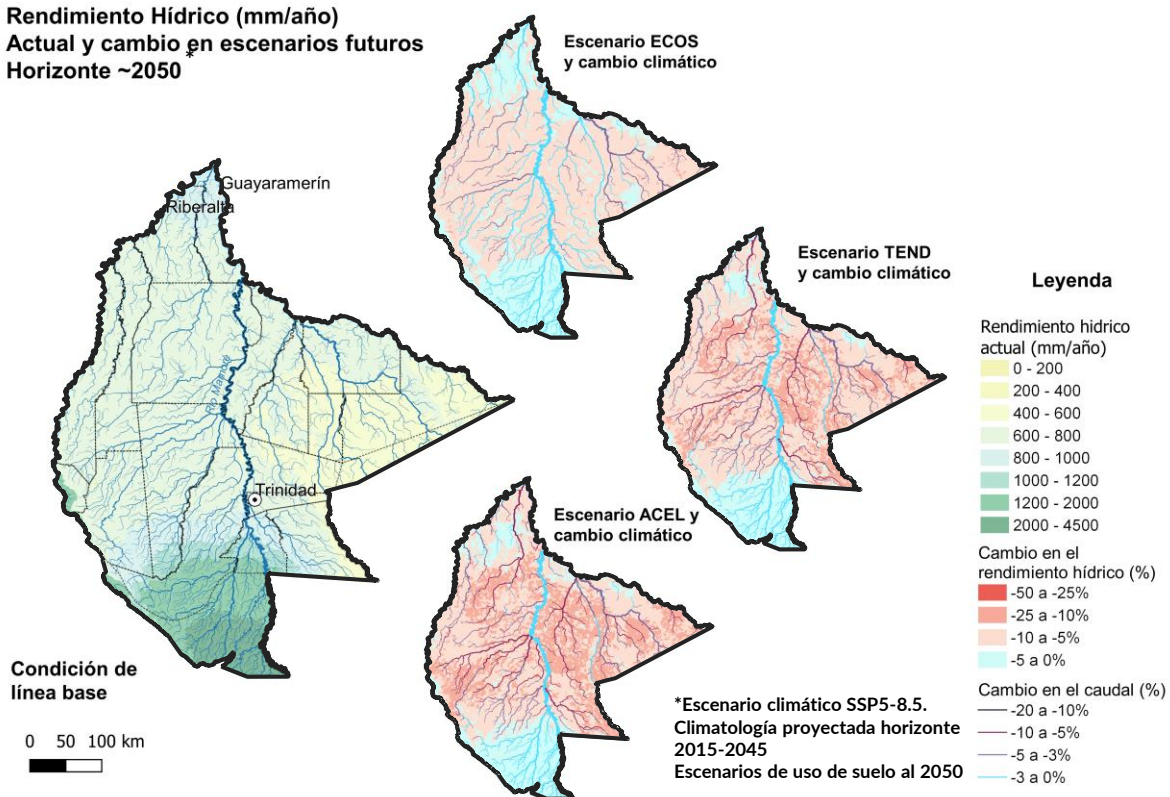 Rendimiento Hídrico (mm/año)
Actual y cambio en escenarios futuros
Horizonte ~2050 *
Escenario ECOS
y cambio climático
Guayaramerín
Riberalta
Río Mamoré
Trinidad
Escenario TEND
y cambio climático
Escenario ACEL y
cambio climático
Condición de
línea base
0 50 100 km
*Escenario climático SSP5-8.5.
Climatología proyectada horizonte
2015-2045
Escenarios de uso de suelo al 2050
Leyenda
Rendimiento hidrico
actual (mm/año)
0 - 200
200 - 400
400 - 600
600 - 800
800 - 1000
1000 - 1200
1200 - 2000
2000 - 4500
Cambio en el
rendimiento hídrico (%)
-50 a -25%
-25 a -10%
-10 a -5%
-5 a 0%
Cambio en el caudal (%)
-20 a -10%
-10 a -5%
-5 a -3%
-3 a 0%